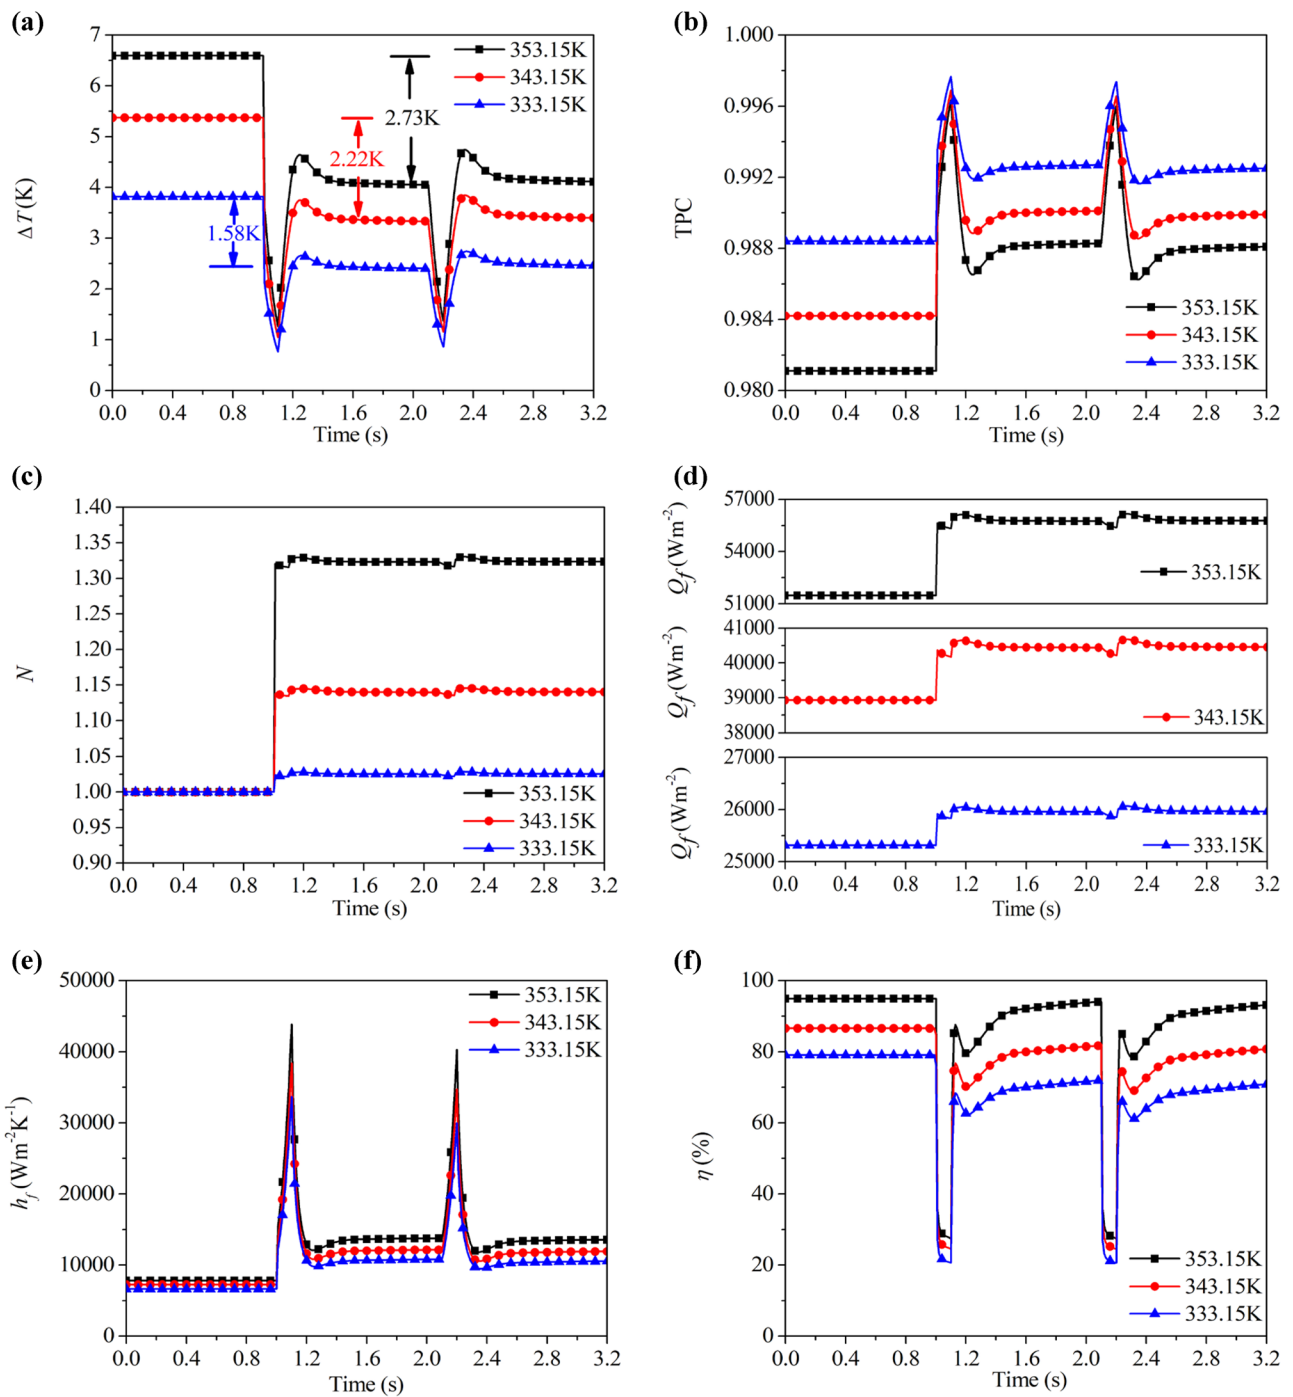 (a)
7
6
5
4
3
2
1
0
ΔT(K)
353.15K
343.15K
333.15K
2.73K
2.22K
1.58K
0.0 0.4 0.8 1.2 1.6 2.0 2.4 2.8 3.2
Time (s)
(b)
1.000
0.996
0.992
0.988
0.984
0.980
TPC
353.15K
343.15K
333.15K
0.0 0.4 0.8 1.2 1.6 2.0 2.4 2.8 3.2
Time (s)
(c)
1.40
1.35
1.30
1.25
1.20
1.15
1.10
1.05
1.00
0.95
0.90
N
353.15K
343.15K
333.15K
0.0 0.4 0.8 1.2 1.6 2.0 2.4 2.8 3.2
Time (s)
(d)
57000
54000
51000
Qf (Wm-2)
353.15K
41000
40000
39000
38000
Qf (Wm-2)
343.15K
27000
26000
25000
Qf (Wm-2)
333.15K
0.0 0.4 0.8 1.2 1.6 2.0 2.4 2.8 3.2
Time (s)
(e)
50000
40000
30000
20000
10000
0
hf (Wm-2K-1)
353.15K
343.15K
333.15K
0.0 0.4 0.8 1.2 1.6 2.0 2.4 2.8 3.2
Time (s)
(f)
100
80
60
40
20
0
η (%)
353.15K
343.15K
333.15K
0.0 0.4 0.8 1.2 1.6 2.0 2.4 2.8 3.2
Time (s)